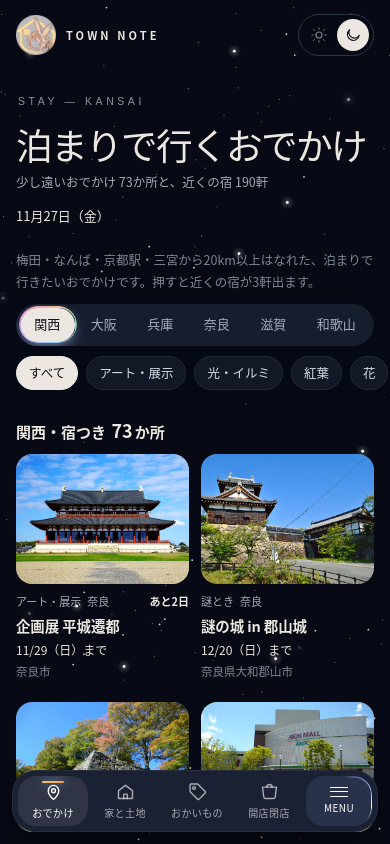 TOWN NOTE
STAY — KANSAI
泊まりで行くおでかけ
少し遠いおでかけ 73か所と、近くの宿 190軒
11月27日（金）
梅田・なんば・京都駅・三宮から20km以上はなれた、泊まりで
行きたいおでかけです。押すと近くの宿が3軒出ます。
関西 大阪 兵庫 奈良 滋賀 和歌山
すべて アート・展示 光・イルミ 紅葉 花
関西・宿つき 73か所
アート・展示 奈良 あと2日
企画展 平城遷都
11/29（日）まで
奈良市
謎とき 奈良
謎の城 in 郡山城
12/20（日）まで
奈良県大和郡山市
AEON MALL
おでかけ 家と土地 おかいもの 開店閉店 MENU